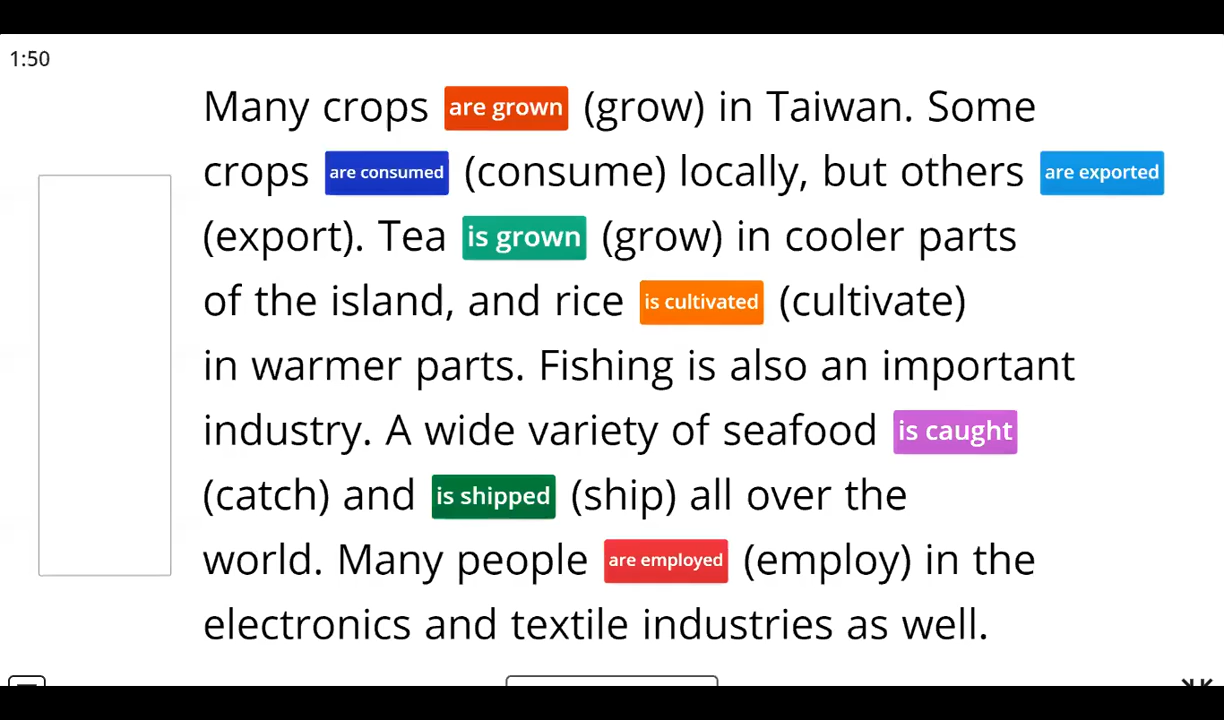 1:50
Many crops are grown (grow) in Taiwan. Some
crops are consumed (consume) locally, but others are exported
(export). Tea is grown (grow) in cooler parts
of the island, and rice is cultivated (cultivate)
in warmer parts. Fishing is also an important
industry. A wide variety of seafood is caught
(catch) and is shipped (ship) all over the
world. Many people are employed (employ) in the
electronics and textile industries as well.